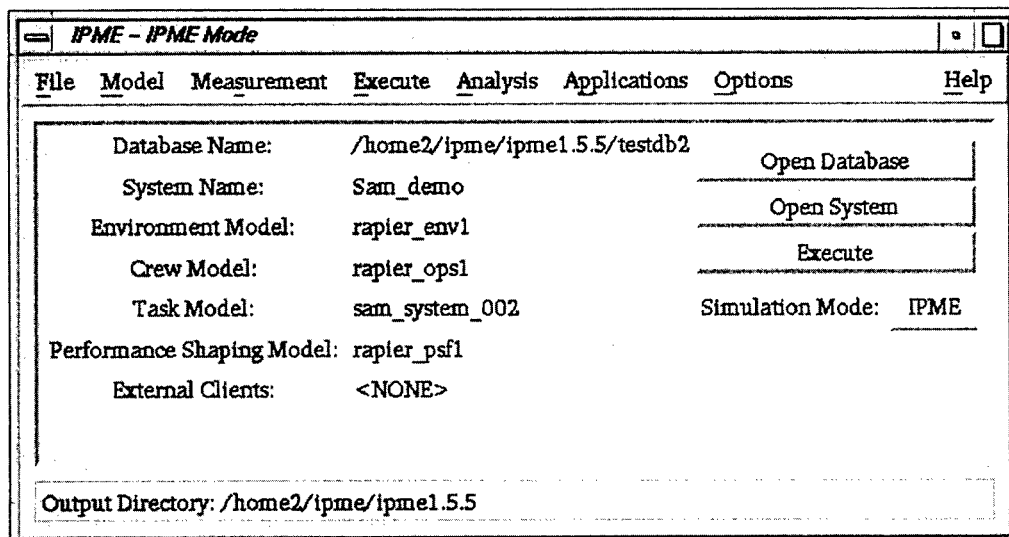 IPME – IPME Mode
File Model Measurement Execute Analysis Applications Options Help
Database Name: /home2/ipme/ipme1.5.5/testdb2 Open Database
System Name: Sam_demo Open System
Environment Model: rapier_env1
Execute
Crew Model: rapier_ops1
Task Model: sam_system_002 Simulation Mode: IPME
Performance Shaping Model: rapier_psf1
External Clients: <NONE>
Output Directory: /home2/ipme/ipme1.5.5